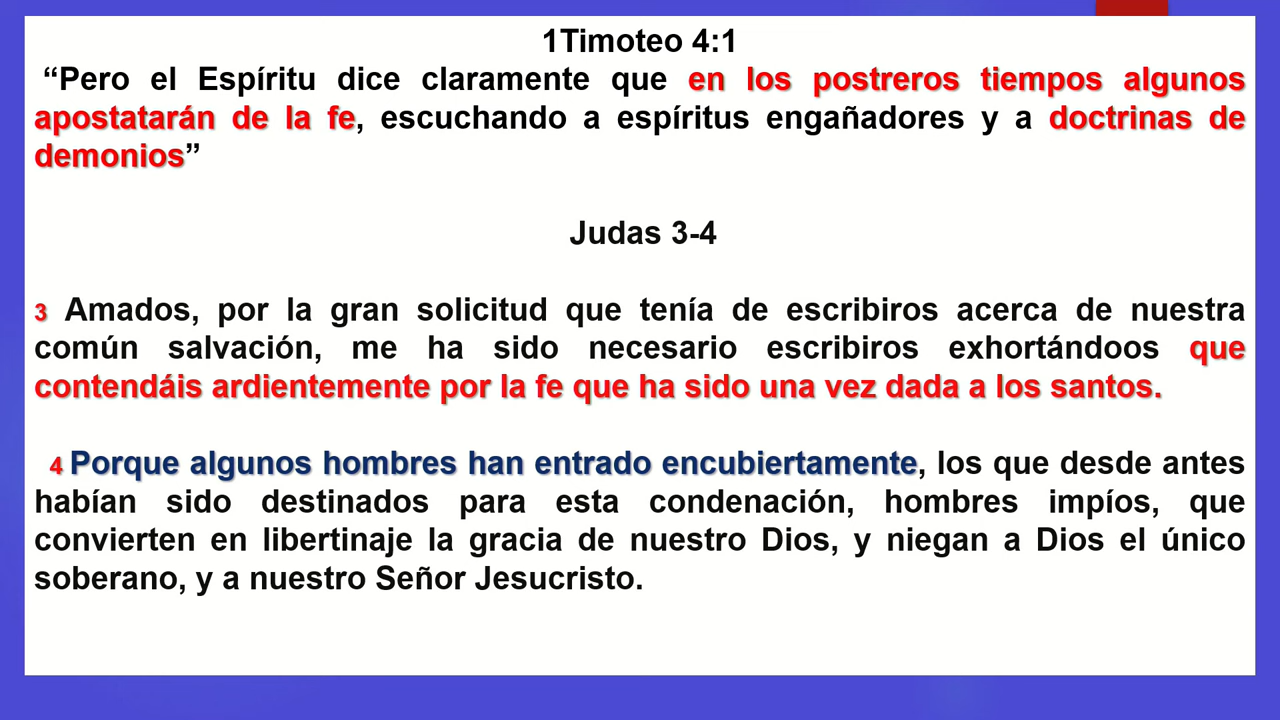 1Timoteo 4:1
“Pero el Espíritu dice claramente que en los postreros tiempos algunos
apostatarán de la fe, escuchando a espíritus engañadores y a doctrinas de
demonios”
Judas 3-4
3 Amados, por la gran solicitud que tenía de escribiros acerca de nuestra
común salvación, me ha sido necesario escribiros exhortándoos que
contendáis ardientemente por la fe que ha sido una vez dada a los santos.
4 Porque algunos hombres han entrado encubiertamente, los que desde antes
habían sido destinados para esta condenación, hombres impíos, que
convierten en libertinaje la gracia de nuestro Dios, y niegan a Dios el único
soberano, y a nuestro Señor Jesucristo.